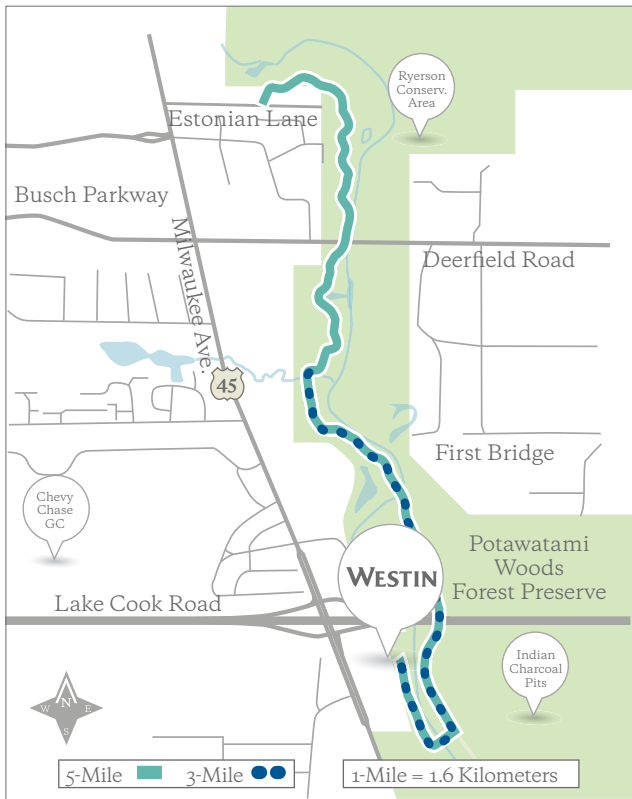 Ryerson
Conserv.
Area
Estonian Lane
Busch Parkway
Milwaukee Ave.
Deerfield Road
45
First Bridge
Chevy
Chase
GC
WESTIN
Potawatami
Woods
Forest Preserve
Lake Cook Road
Indian
Charcoal
Pits
N
W E
S
5-Mile 3-Mile
1-Mile = 1.6 Kilometers